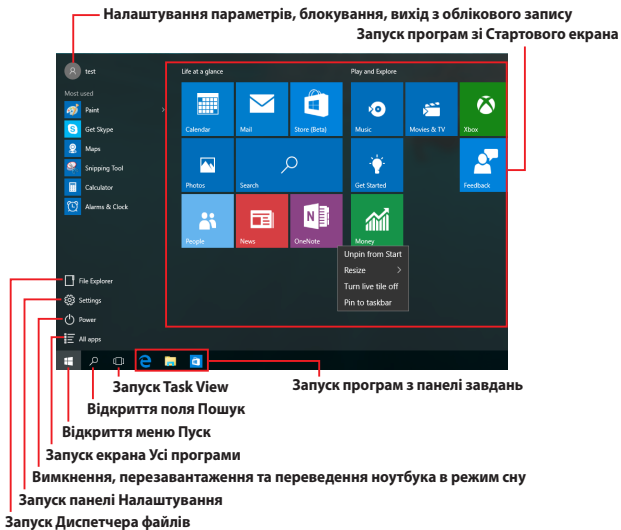 Налаштування параметрів, блокування, вихід з облікового запису
Запуск програм зі Стартового екрана
test
Life at a glance
Play and Explore
Most used
Paint
Get Skype
Maps
Snipping Tool
Calculator
Alarms & Clock
Calendar
Mail
Store (Beta)
Music
Movies & TV
Xbox
Photos
Search
Get Started
Feedback
People
News
OneNote
Money
Unpin from Start
Resize
Turn live tile off
Pin to taskbar
File Explorer
Settings
Power
All apps
Запуск Task View
Запуск програм з панелі завдань
Відкриття поля Пошук
Відкриття меню Пуск
Запуск екрана Усі програми
Вимкнення, перезавантаження та переведення ноутбука в режим сну
Запуск панелі Налаштування
Запуск Диспетчера файлів